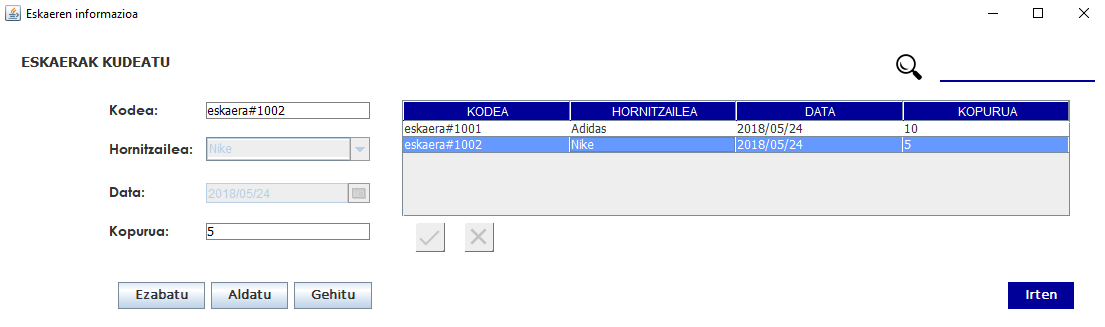 Eskaeren informazioa
ESKAERAK KUDEATU
Kodea: eskaera#1002
Hornitzailea: Nike
Data: 2018/05/24
Kopurua: 5
KODEA HORNITZAILEA DATA KOPURUA
eskaera#1001 Adidas 2018/05/24 10
eskaera#1002 Nike 2018/05/24 5
Ezabatu Aldatu Gehitu Irten